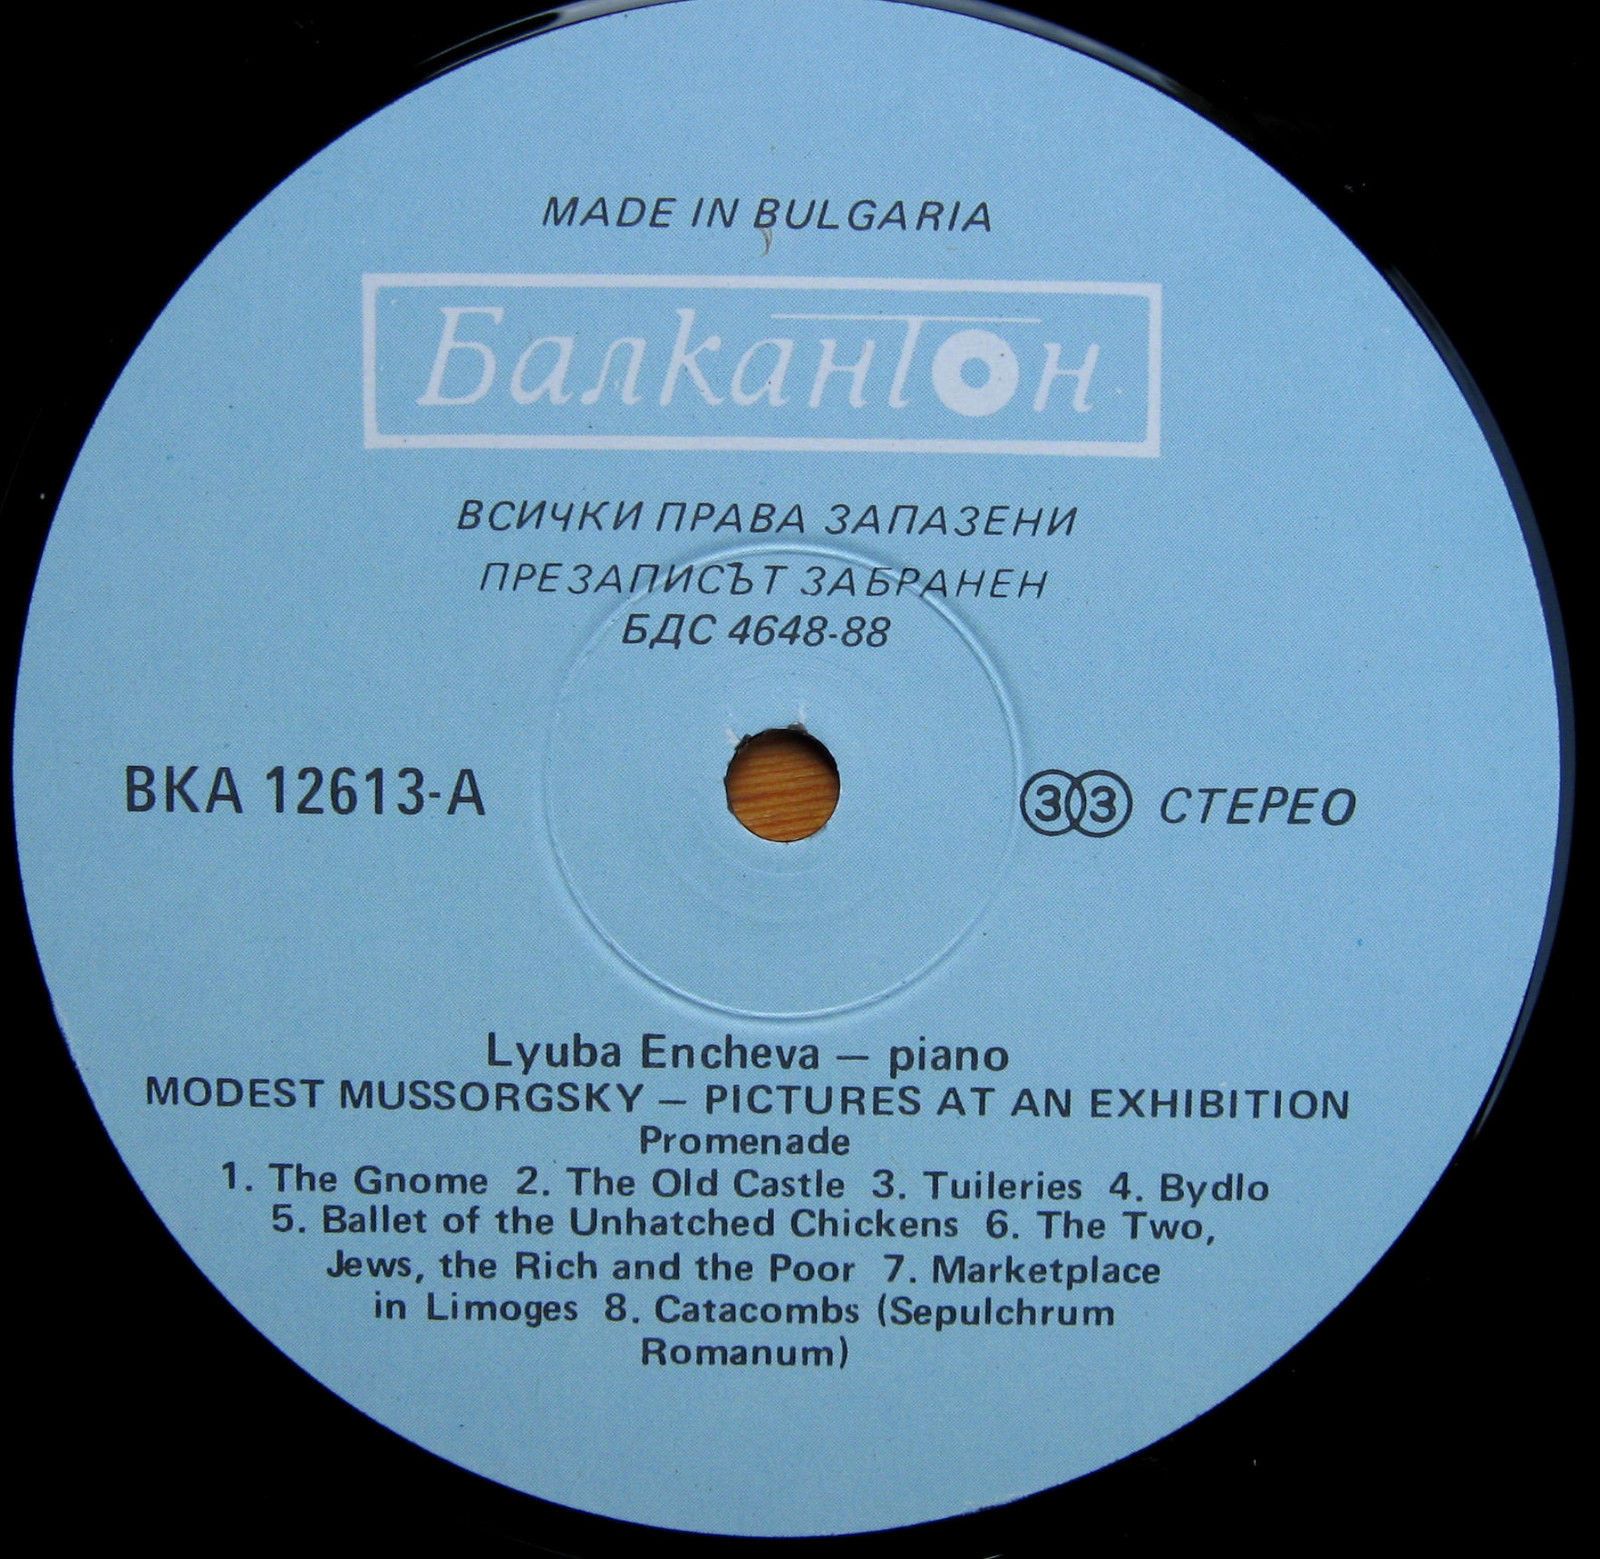 MADE IN BULGARIA
Балкантон
ВСИЧКИ ПРАВА ЗАПАЗЕНИ
ПРЕЗАПИСЪТ ЗАБРАНЕН
БДС 4648-88
ВКА 12613-А
33 СТЕРЕО
Lyuba Encheva — piano
MODEST MUSSORGSKY — PICTURES AT AN EXHIBITION
Promenade
1. The Gnome 2. The Old Castle 3. Tuileries 4. Bydlo
5. Ballet of the Unhatched Chickens 6. The Two,
Jews, the Rich and the Poor 7. Marketplace
in Limoges 8. Catacombs (Sepulchrum
Romanum)